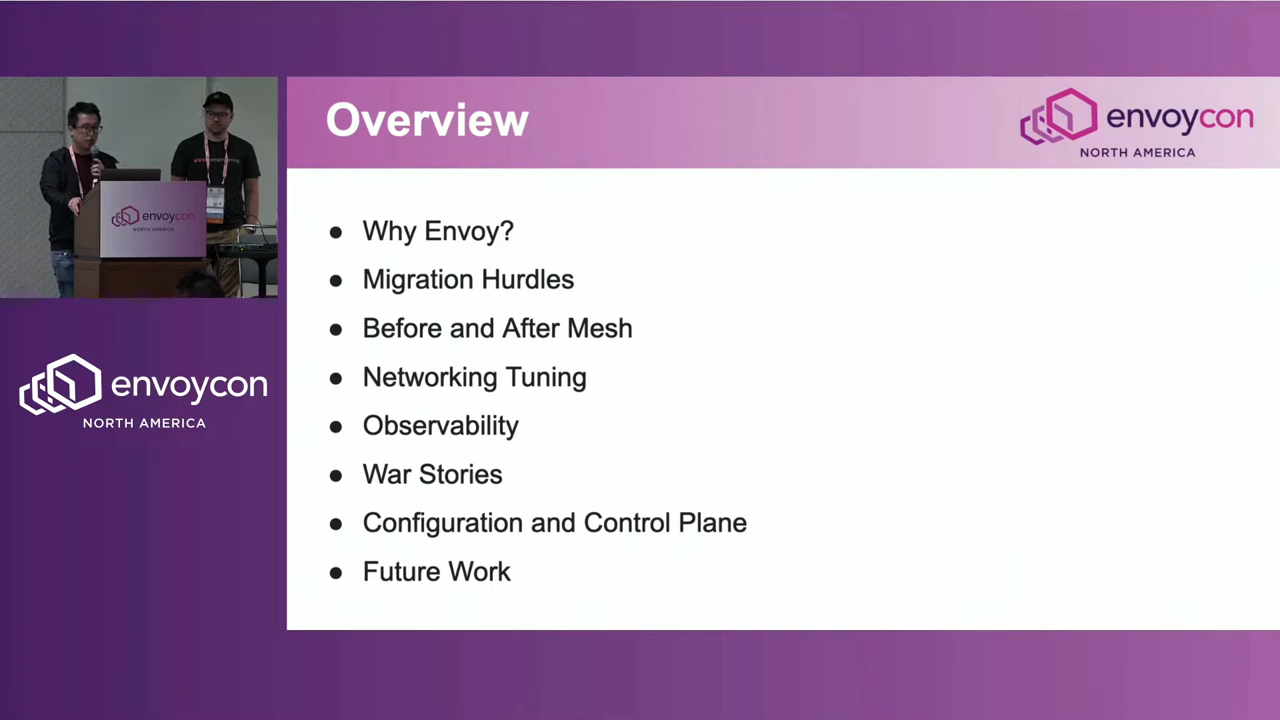 Overview
envoycon
NORTH AMERICA
Why Envoy?
Migration Hurdles
Before and After Mesh
Networking Tuning
Observability
War Stories
Configuration and Control Plane
Future Work
envoycon
NORTH AMERICA
envoycon
NORTH AMERICA